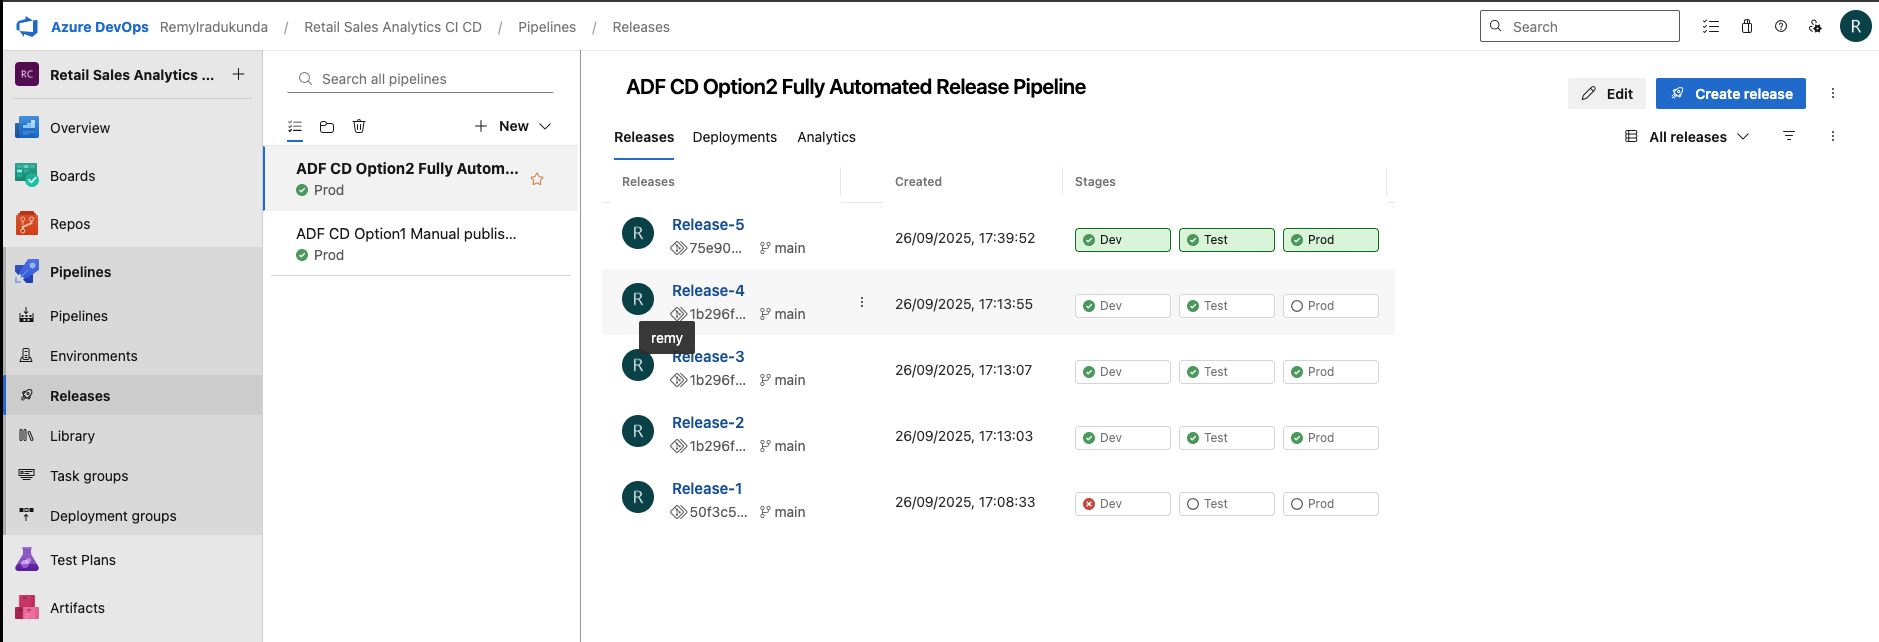 Azure DevOps RemyIradukunda / Retail Sales Analytics CI CD / Pipelines / Releases
Search
R
RC Retail Sales Analytics ...
Overview
Boards
Repos
Pipelines
Pipelines
Environments
Releases
Library
Task groups
Deployment groups
Test Plans
Artifacts
Search all pipelines
New
ADF CD Option2 Fully Autom...
Prod
ADF CD Option1 Manual publis...
Prod
ADF CD Option2 Fully Automated Release Pipeline
Edit
Create release
Releases Deployments Analytics
All releases
Releases Created Stages
R Release-5
75e90... main
26/09/2025, 17:39:52
Dev Test Prod
R Release-4
1b296f... main
26/09/2025, 17:13:55
Dev Test Prod
remy
R Release-3
1b296f... main
26/09/2025, 17:13:07
Dev Test Prod
R Release-2
1b296f... main
26/09/2025, 17:13:03
Dev Test Prod
R Release-1
50f3c5... main
26/09/2025, 17:08:33
Dev Test Prod